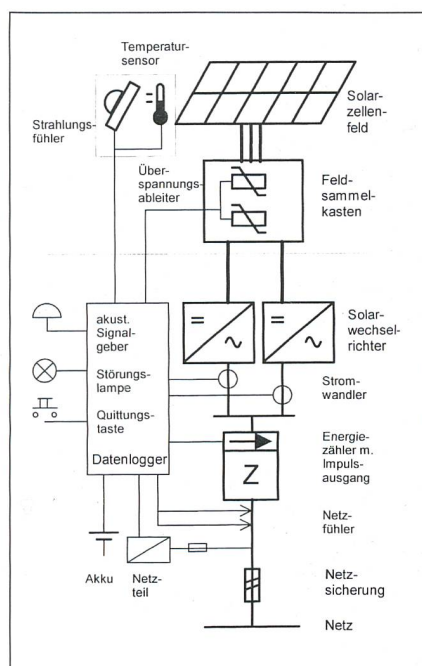 Temperatur-
sensor
Strahlungs-
fühler
Solar-
zellen-
feld
Über-
spannungs-
ableiter
Feld-
sammel-
kasten
akust.
Signal-
geber
Störungs-
lampe
Quittungs-
taste
Datenlogger
=
~
=
~
Solar-
wechsel-
richter
Strom-
wandler
Energie-
zähler m.
Impuls-
ausgang
Z
Netz-
fühler
Akku
Netz-
teil
Netz-
sicherung
Netz